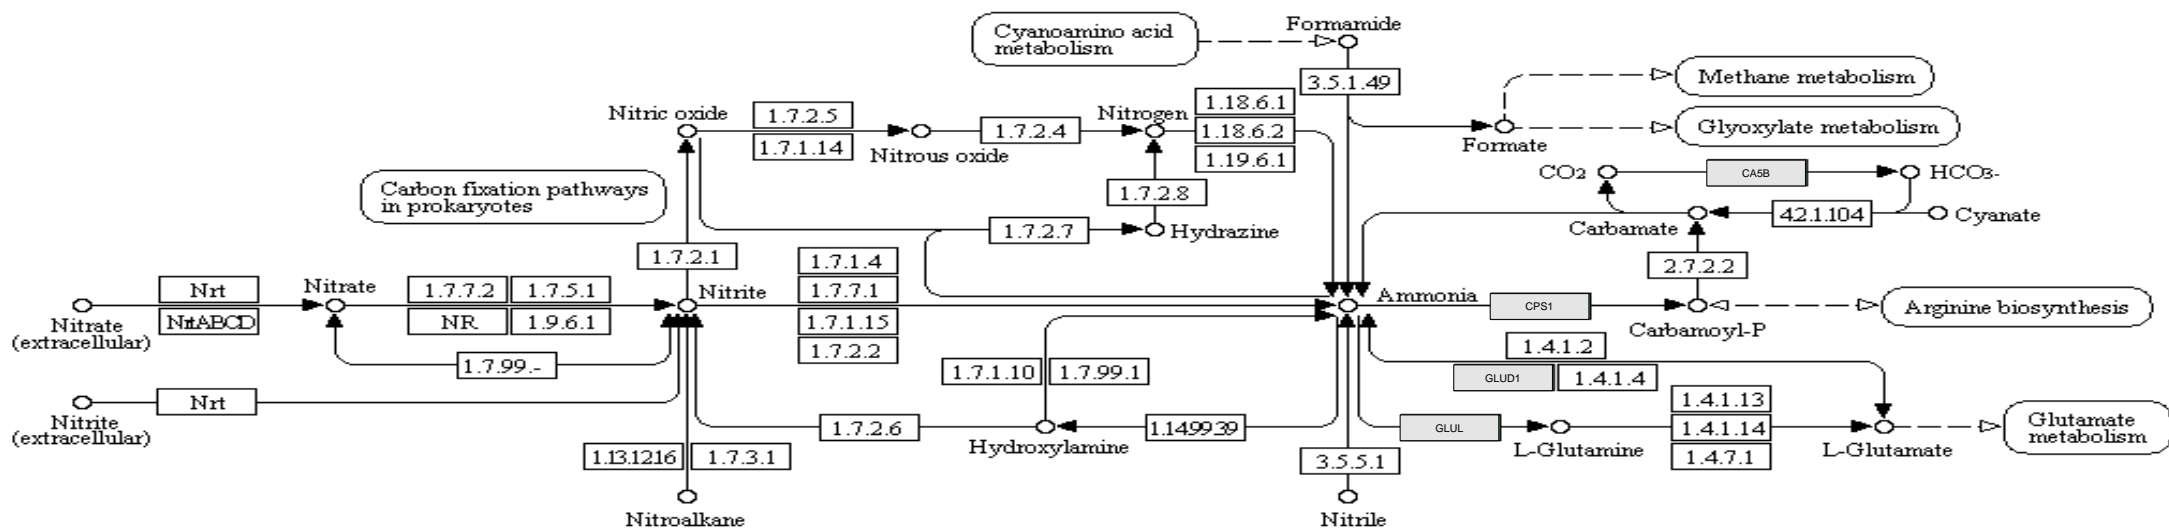 Formamide
Cyanoamino acid
metabolism
3.5.1.49
Methane metabolism
Nitric oxide
1.7.2.5
1.7.1.14
Nitrous oxide
1.7.2.4
Nitrogen
1.18.6.1
1.18.6.2
1.19.6.1
Formate
Glyoxylate metabolism
Carbon fixation pathways
in prokaryotes
1.7.2.8
CO2
CA5B
HCO3-
1.7.2.1
1.7.2.7
Hydrazine
Carbamate
4.2.1.104
Cyanate
2.7.2.2
Nrt
NrtABCD
Nitrate
(extracellular)
Nitrate
1.7.7.2
1.7.5.1
NR
1.9.6.1
Nitrite
1.7.1.4
1.7.7.1
1.7.1.15
1.7.2.2
Ammonia
CPS1
Carbamoyl-P
Arginine biosynthesis
1.7.99.-
1.7.1.10
1.7.99.1
1.4.1.2
GLUD1
1.4.1.4
Nrt
Nitrite
(extracellular)
1.7.2.6
Hydroxylamine
1.14.99.39
GLUL
L-Glutamine
1.4.1.13
1.4.1.14
1.4.7.1
L-Glutamate
Glutamate
metabolism
1.13.12.16
1.7.3.1
3.5.5.1
Nitroalkane
Nitrile